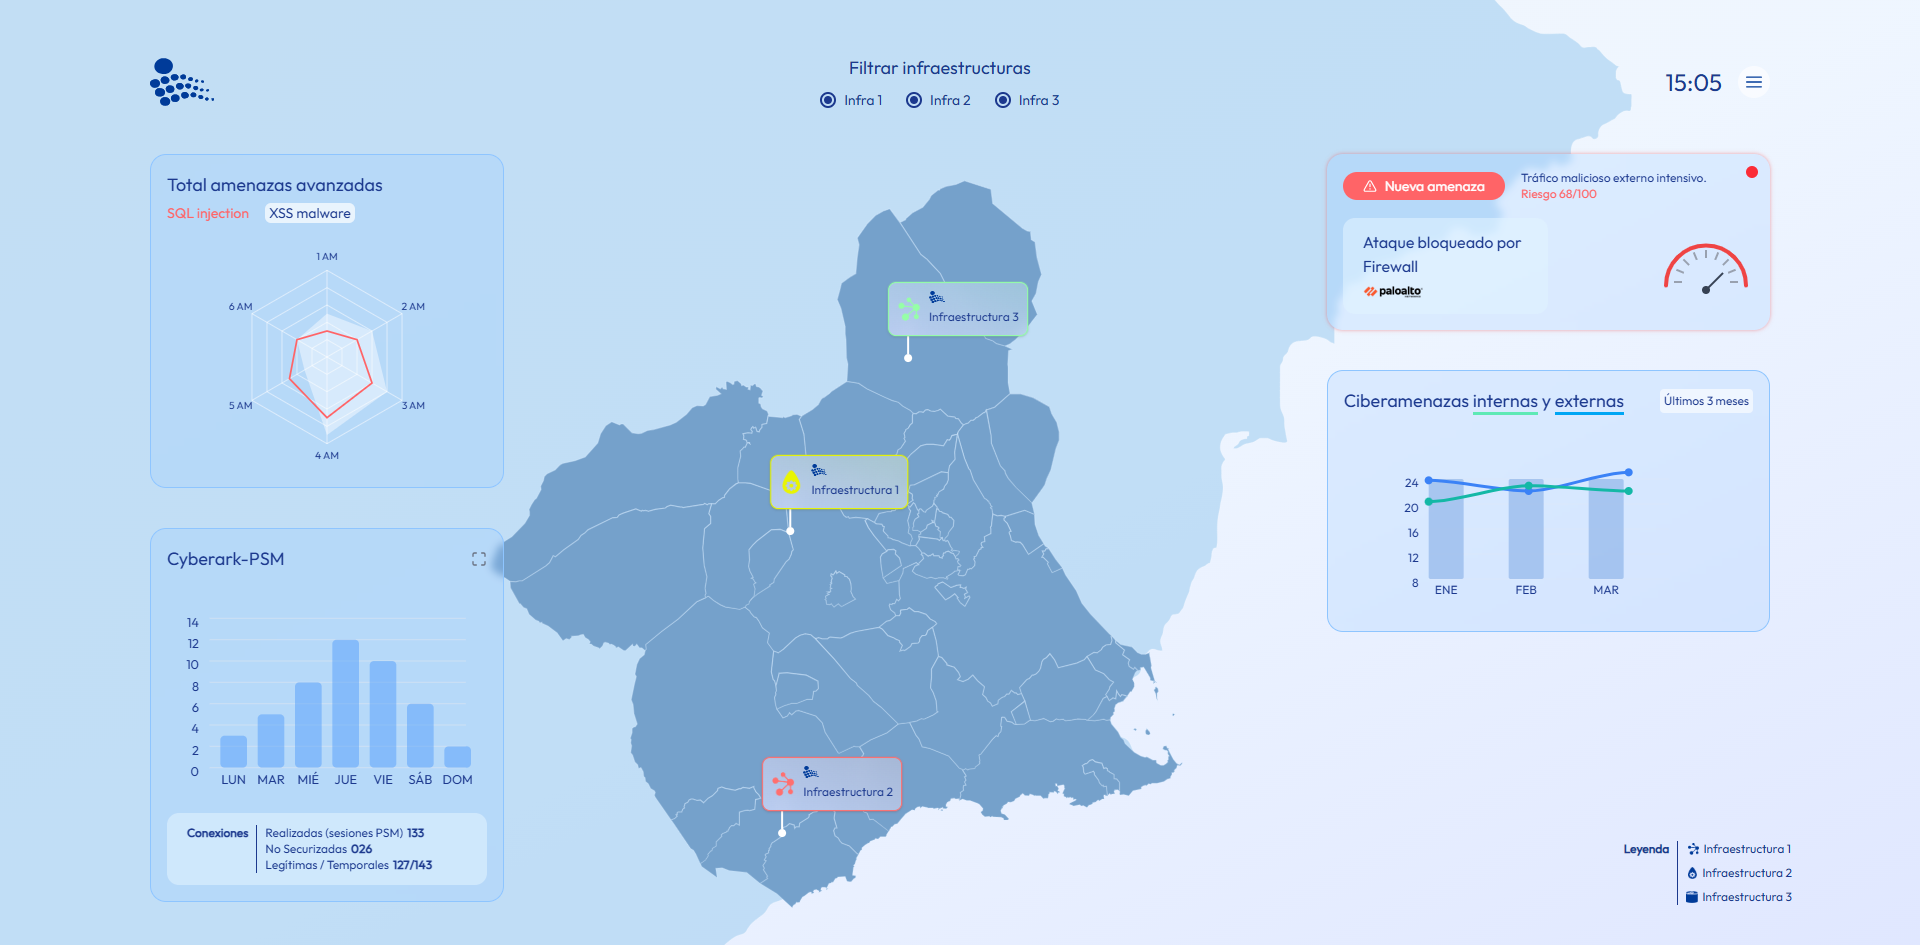 Filtrar infraestructuras
Infra 1
Infra 2
Infra 3
15:05
Total amenazas avanzadas
SQL injection
XSS malware
1 AM
6 AM
2 AM
5 AM
3 AM
4 AM
Cyberark-PSM
14
12
10
8
6
4
2
0
LUN MAR MIÉ JUE VIE SÁB DOM
Conexiones
Realizadas (sesiones PSM) 133
No Securizadas 026
Legítimas / Temporales 127/143
Infraestructura 3
Infraestructura 1
Infraestructura 2
Nueva amenaza
Tráfico malicioso externo intensivo.
Riesgo 68/100
Ataque bloqueado por
Firewall
paloalto
Ciberamenazas internas y externas
Últimos 3 meses
24
20
16
12
8
ENE FEB MAR
Leyenda
Infraestructura 1
Infraestructura 2
Infraestructura 3